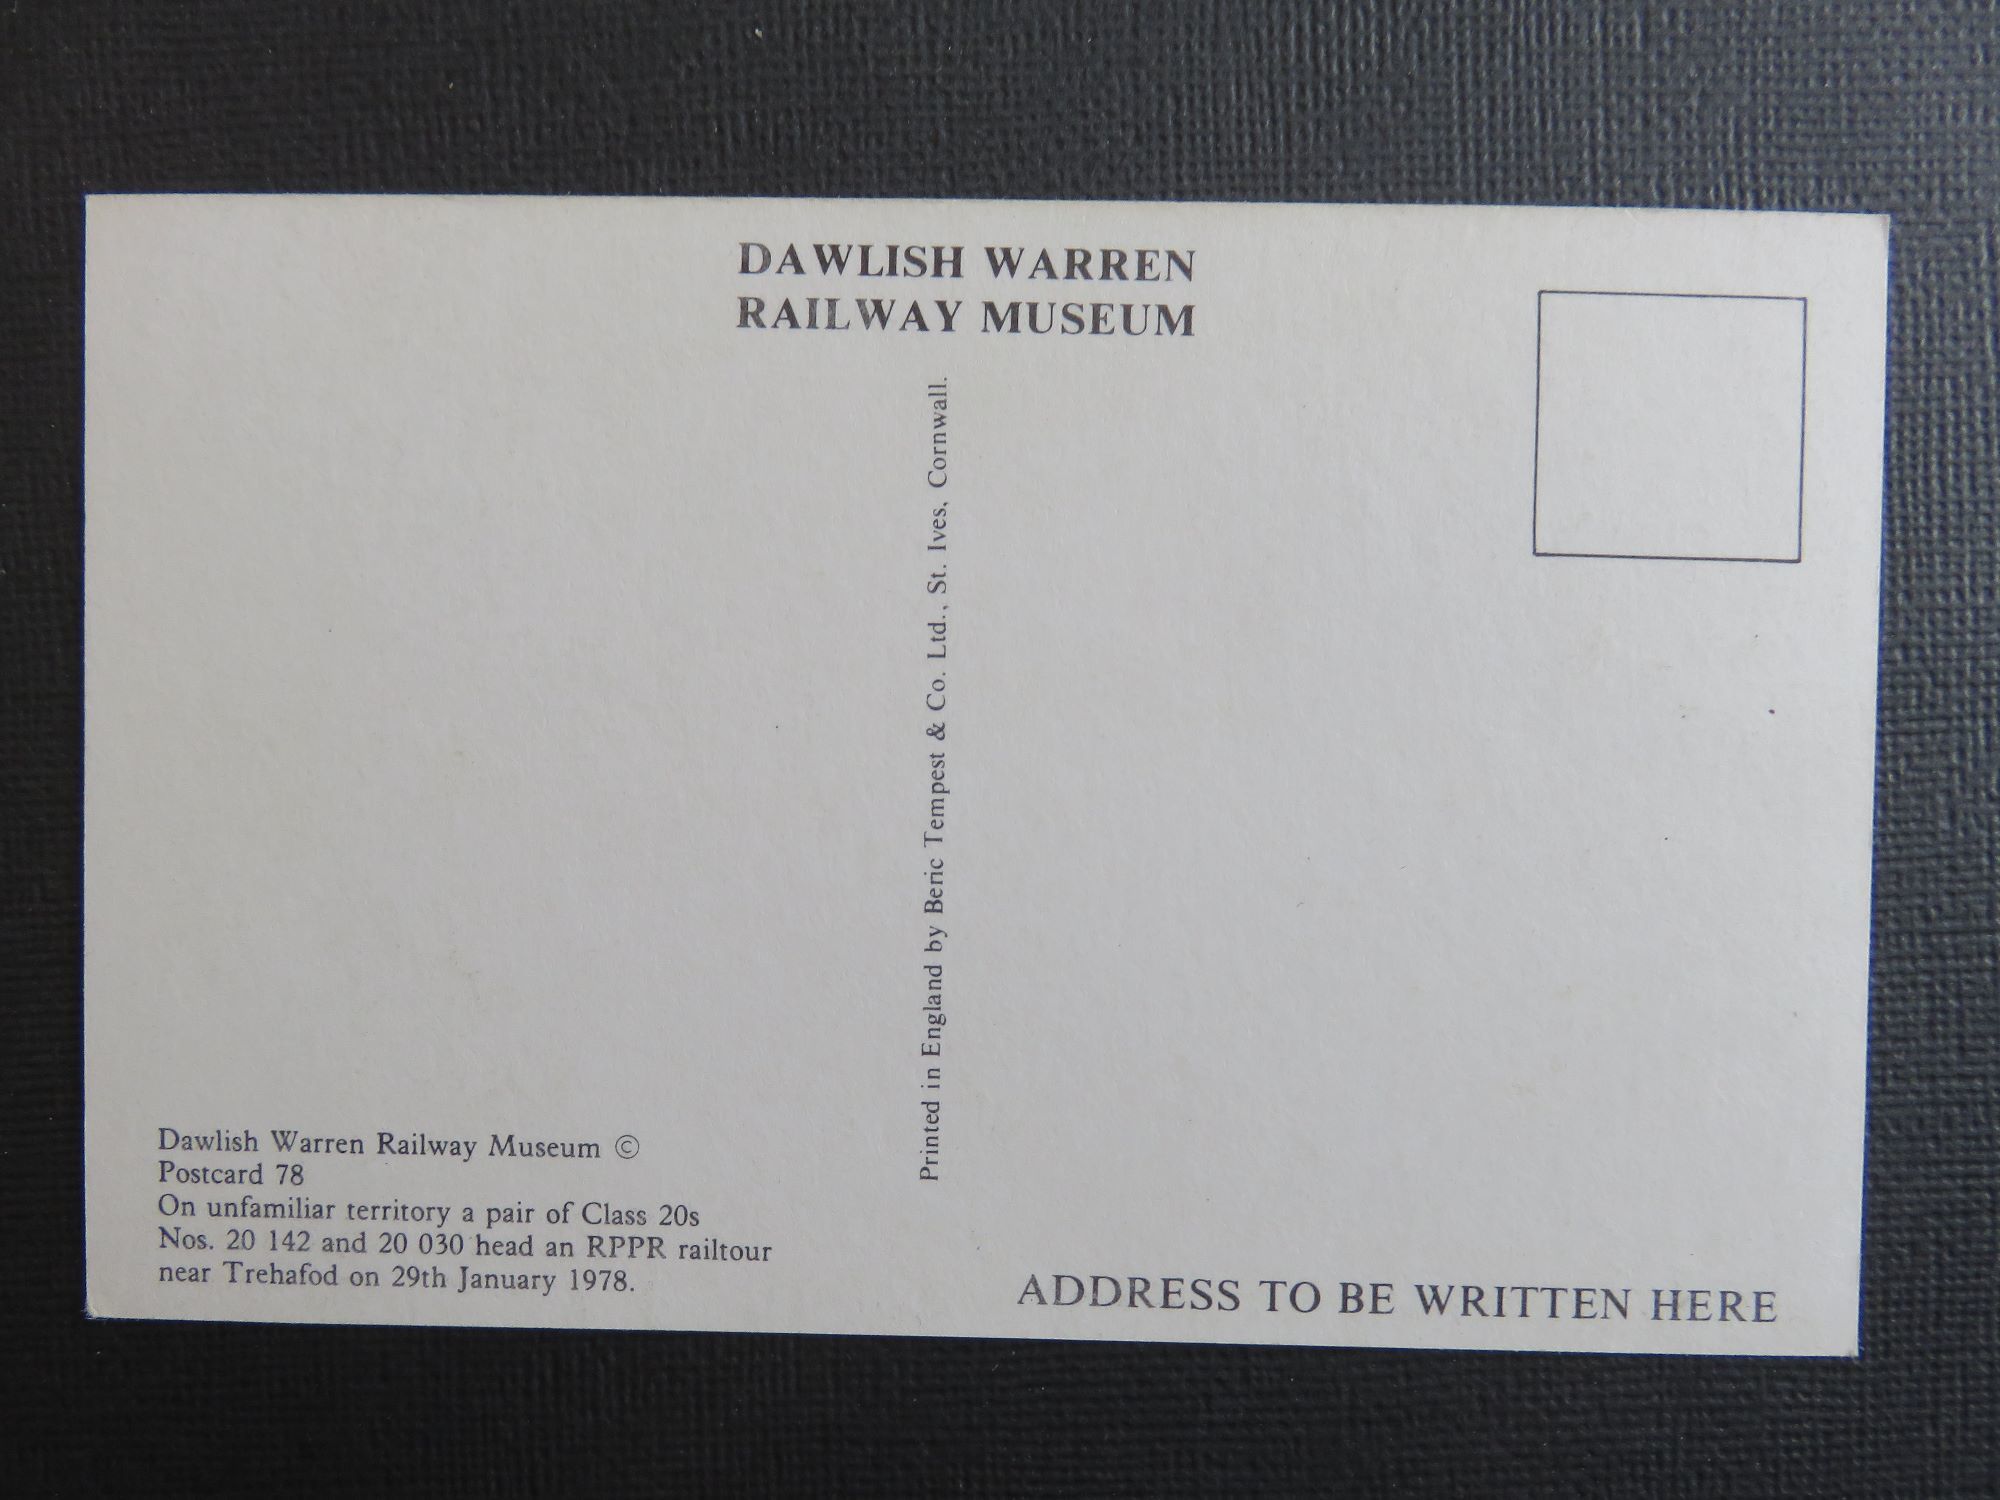 DAWLISH WARREN
RAILWAY MUSEUM
Printed in England by Beric Tempest & Co. Ltd., St. Ives, Cornwall.
Dawlish Warren Railway Museum ©
Postcard 78
On unfamiliar territory a pair of Class 20s
Nos. 20 142 and 20 030 head an RPPR railtour
near Trehafod on 29th January 1978.
ADDRESS TO BE WRITTEN HERE